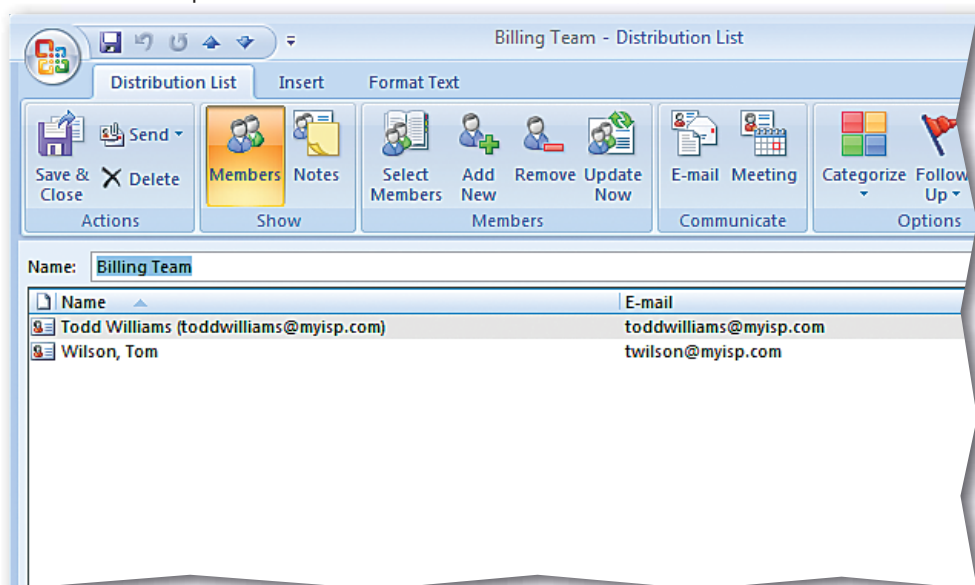 Billing Team - Distribution List
Distribution List Insert Format Text
Save & Close
Send
Delete
Members
Notes
Select Members
Add New
Remove
Update Now
E-mail
Meeting
Categorize
Follow Up
Actions Show Members Communicate Options
Name: Billing Team
Name E-mail
Todd Williams (toddwilliams@myisp.com) toddwilliams@myisp.com
Wilson, Tom twilson@myisp.com